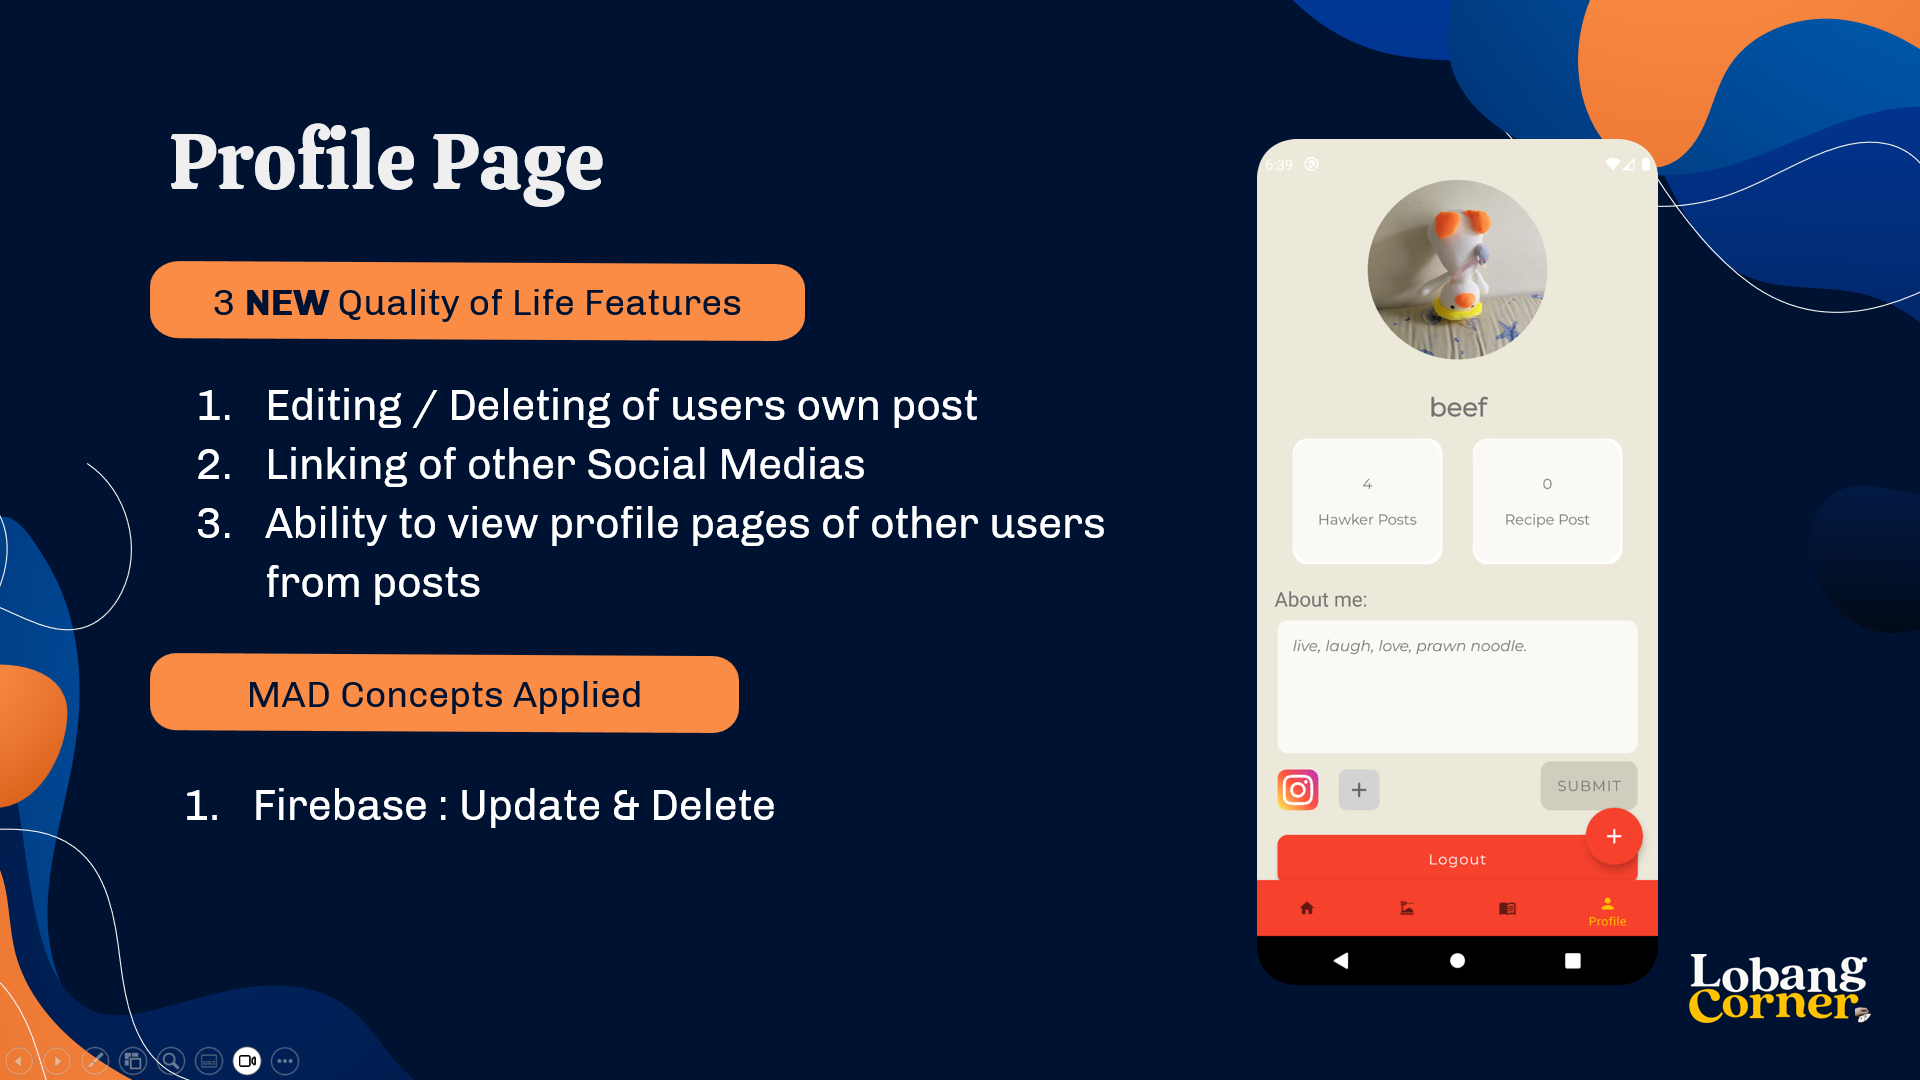 Profile Page
3 NEW Quality of Life Features
1. Editing / Deleting of users own post
2. Linking of other Social Medias
3. Ability to view profile pages of other users
from posts
MAD Concepts Applied
1. Firebase : Update & Delete
6:39
beef
4
Hawker Posts
0
Recipe Post
About me:
live, laugh, love, prawn noodle.
SUBMIT
Logout
Profile
Lobang
Corner